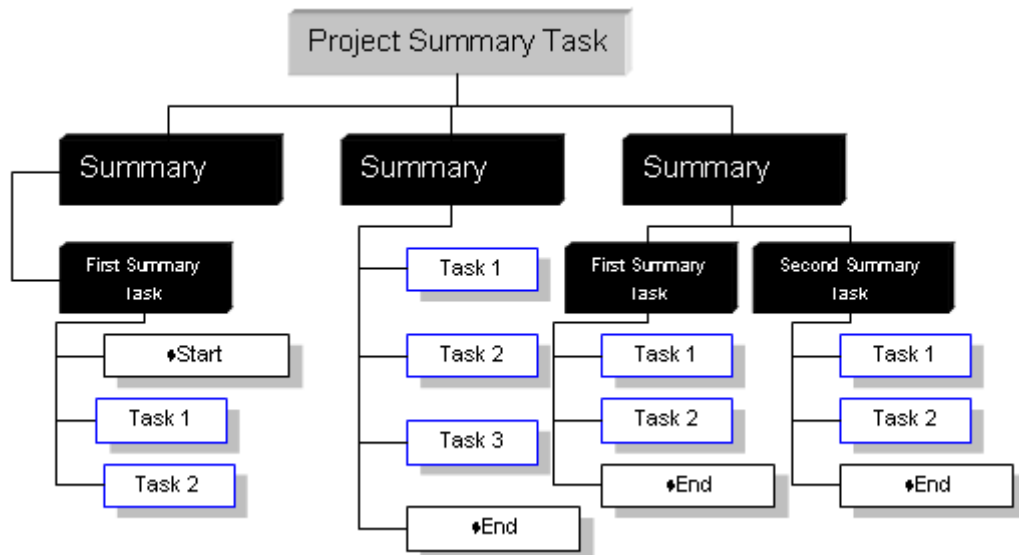 Project Summary Task
Summary
Summary
Summary
First Summary
Task
Task 1
First Summary
Task
Second Summary
Task
♦Start
Task 2
Task 1
Task 1
Task 1
Task 3
Task 2
Task 2
Task 2
♦End
♦End
♦End